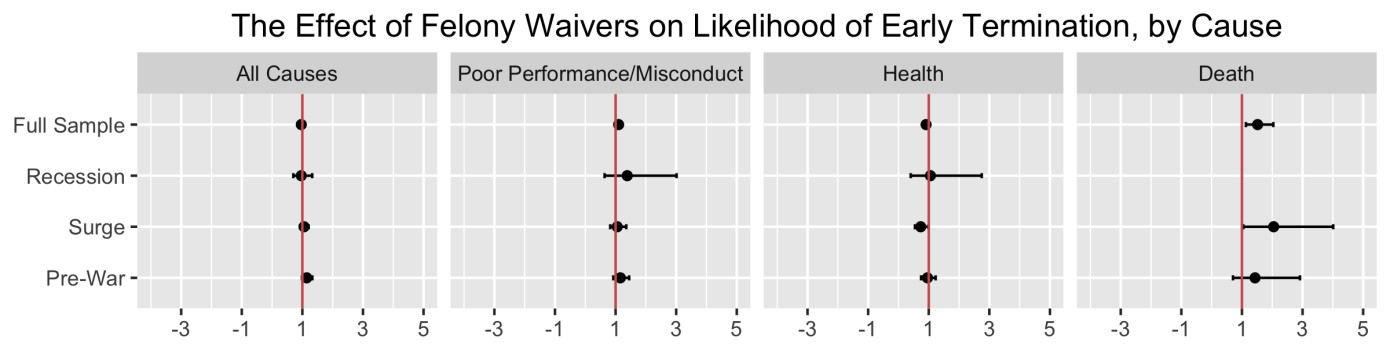 The Effect of Felony Waivers on Likelihood of Early Termination, by Cause
All Causes Poor Performance/Misconduct Health Death
Full Sample
Recession
Surge
Pre-War
-3 -1 1 3 5 -3 -1 1 3 5 -3 -1 1 3 5 -3 -1 1 3 5